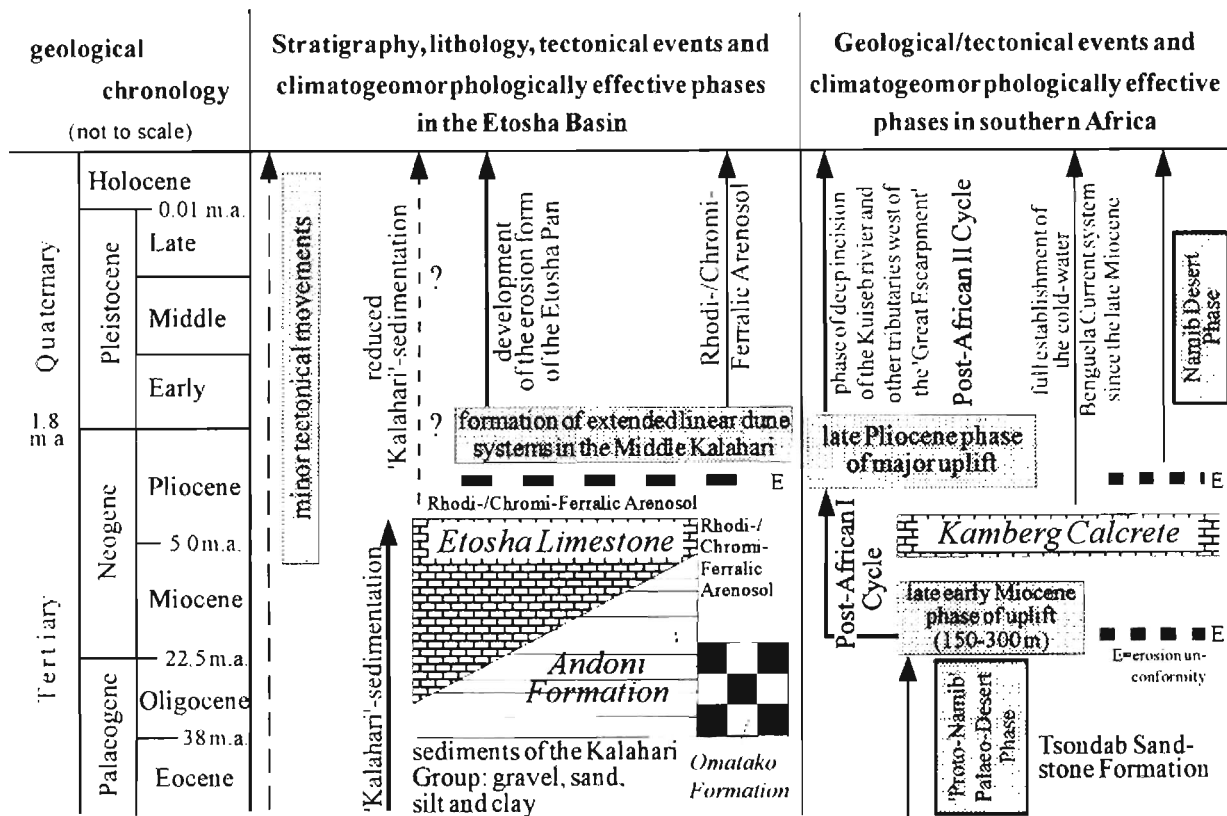 geological
chronology
(not to scale)
Stratigraphy, lithology, tectonical events and
climatogeomorphologically effective phases
in the Etosha Basin
Geological/tectonic events and
climatogeomorphologically effective
phases in southern Africa
Quaternary
1.8
m a
Tertiary
Pleistocene
Neogene
Palaeogene
Holocene
0.01 m.a.
Late
Middle
Early
Pliocene
5 0m.a.
Miocene
22.5 m.a.
Oligocene
38 m.a.
Eocene
minor tectonical movements
reduced
'Kalahari'-sedimentation
?
?
'Kalahari'-sedimentation
development
of the erosion form
of the Etosha Pan
Rhodi-/Chromi-
Ferralic Arenosol
formation of extended linear dune
systems in the Middle Kalahari
E
Rhodi-/Chromi-Ferralic Arenosol
Etosha Limestone
Rhodi-/
Chromi-
Ferralic
Arenosol
Andoni
Formation
sediments of the Kalahari
Group: gravel, sand,
silt and clay
Omatako
Formation
phase of deep incision
of the Kuiseb rivier and
other tributaries west of
the 'Great Escarpment'
Post-African II Cycle
full establishment of
the cold-water
Benguela Current system
since the late Miocene
Namib Desert
Phase
late Pliocene phase
of major uplift
E
Kamberg Calcrete
Post-African I
Cycle
late early Miocene
phase of uplift
(150-300 m)
E
E=erosion un-
conformity
'Proto-Namib'
Palaeo-Desert
Phase
Tsondab Sand-
stone Formation